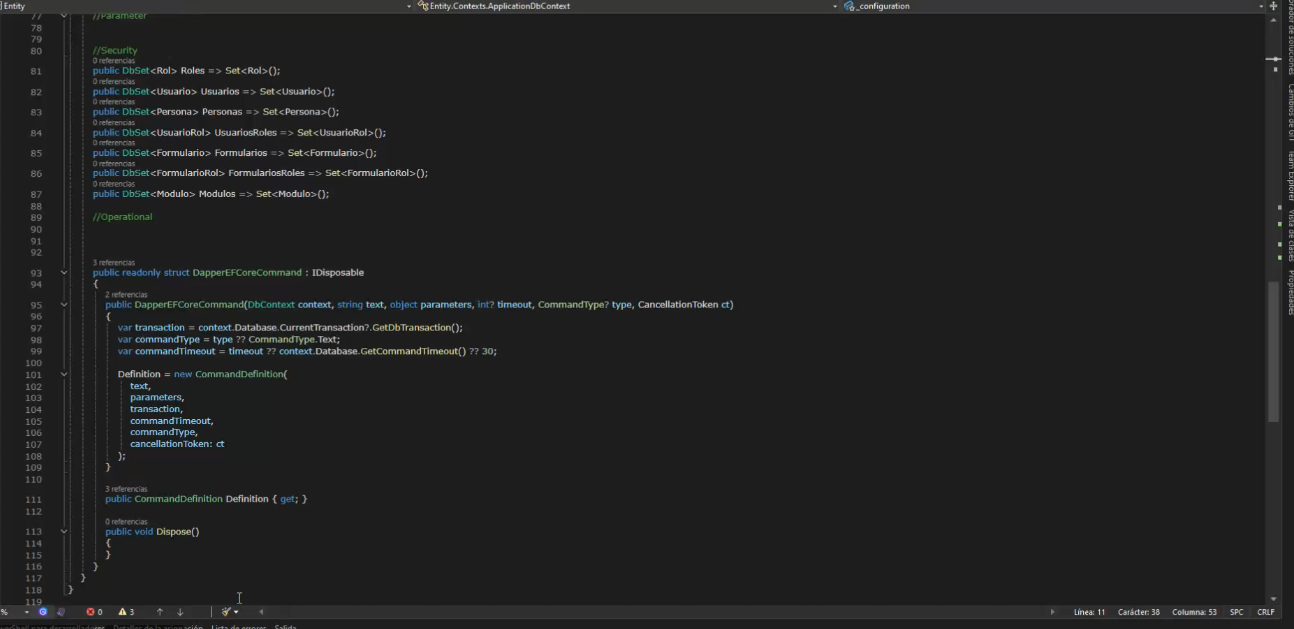 Entity
Entity.Contexts.ApplicationDbContext
_configuration
77 //Parameter
78
79
80 //Security
0 referencias
81 public DbSet<Rol> Roles => Set<Rol>();
0 referencias
82 public DbSet<Usuario> Usuarios => Set<Usuario>();
0 referencias
83 public DbSet<Persona> Personas => Set<Persona>();
0 referencias
84 public DbSet<UsuarioRol> UsuariosRoles => Set<UsuarioRol>();
0 referencias
85 public DbSet<Formulario> Formularios => Set<Formulario>();
0 referencias
86 public DbSet<FormularioRol> FormulariosRoles => Set<FormularioRol>();
0 referencias
87 public DbSet<Modulo> Modulos => Set<Modulo>();
88
89 //Operational
90
91
92
3 referencias
93 public readonly struct DapperEFCoreCommand : IDisposable
94 {
2 referencias
95 public DapperEFCoreCommand(DbContext context, string text, object parameters, int? timeout, CommandType? type, CancellationToken ct)
96 {
97 var transaction = context.Database.CurrentTransaction?.GetDbTransaction();
98 var commandType = type ?? CommandType.Text;
99 var commandTimeout = timeout ?? context.Database.GetCommandTimeout() ?? 30;
100
101 Definition = new CommandDefinition(
102 text,
103 parameters,
104 transaction,
105 commandTimeout,
106 commandType,
107 cancellationToken: ct
108 );
109 }
110
3 referencias
111 public CommandDefinition Definition { get; }
112
0 referencias
113 public void Dispose()
114 {
115 }
116 }
117 }
118 }
119
% 0 3 Línea: 11 Carácter: 38 Columna: 53 SPC CRLF
Lista de errores Salida
Cambios de GIT
Team Explorer
Vista de clases
Propiedades